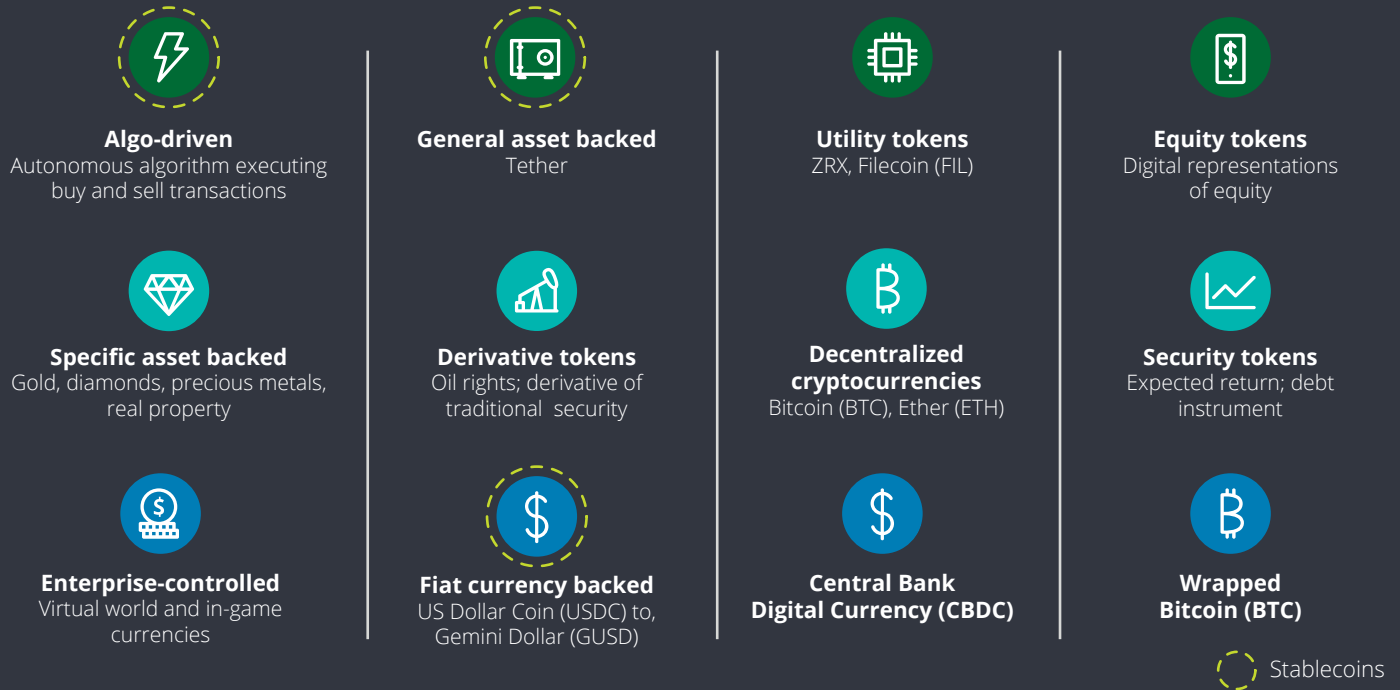 Algo-driven
Autonomous algorithm executing
buy and sell transactions
General asset backed
Tether
Utility tokens
ZRX, Filecoin (FIL)
$
Equity tokens
Digital representations
of equity
Specific asset backed
Gold, diamonds, precious metals,
real property
Derivative tokens
Oil rights; derivative of
traditional security
Decentralized
cryptocurrencies
Bitcoin (BTC), Ether (ETH)
Security tokens
Expected return; debt
instrument
$
Enterprise-controlled
Virtual world and in-game
currencies
$
Fiat currency backed
US Dollar Coin (USDC) to,
Gemini Dollar (GUSD)
$
Central Bank
Digital Currency (CBDC)
Wrapped
Bitcoin (BTC)
Stablecoins